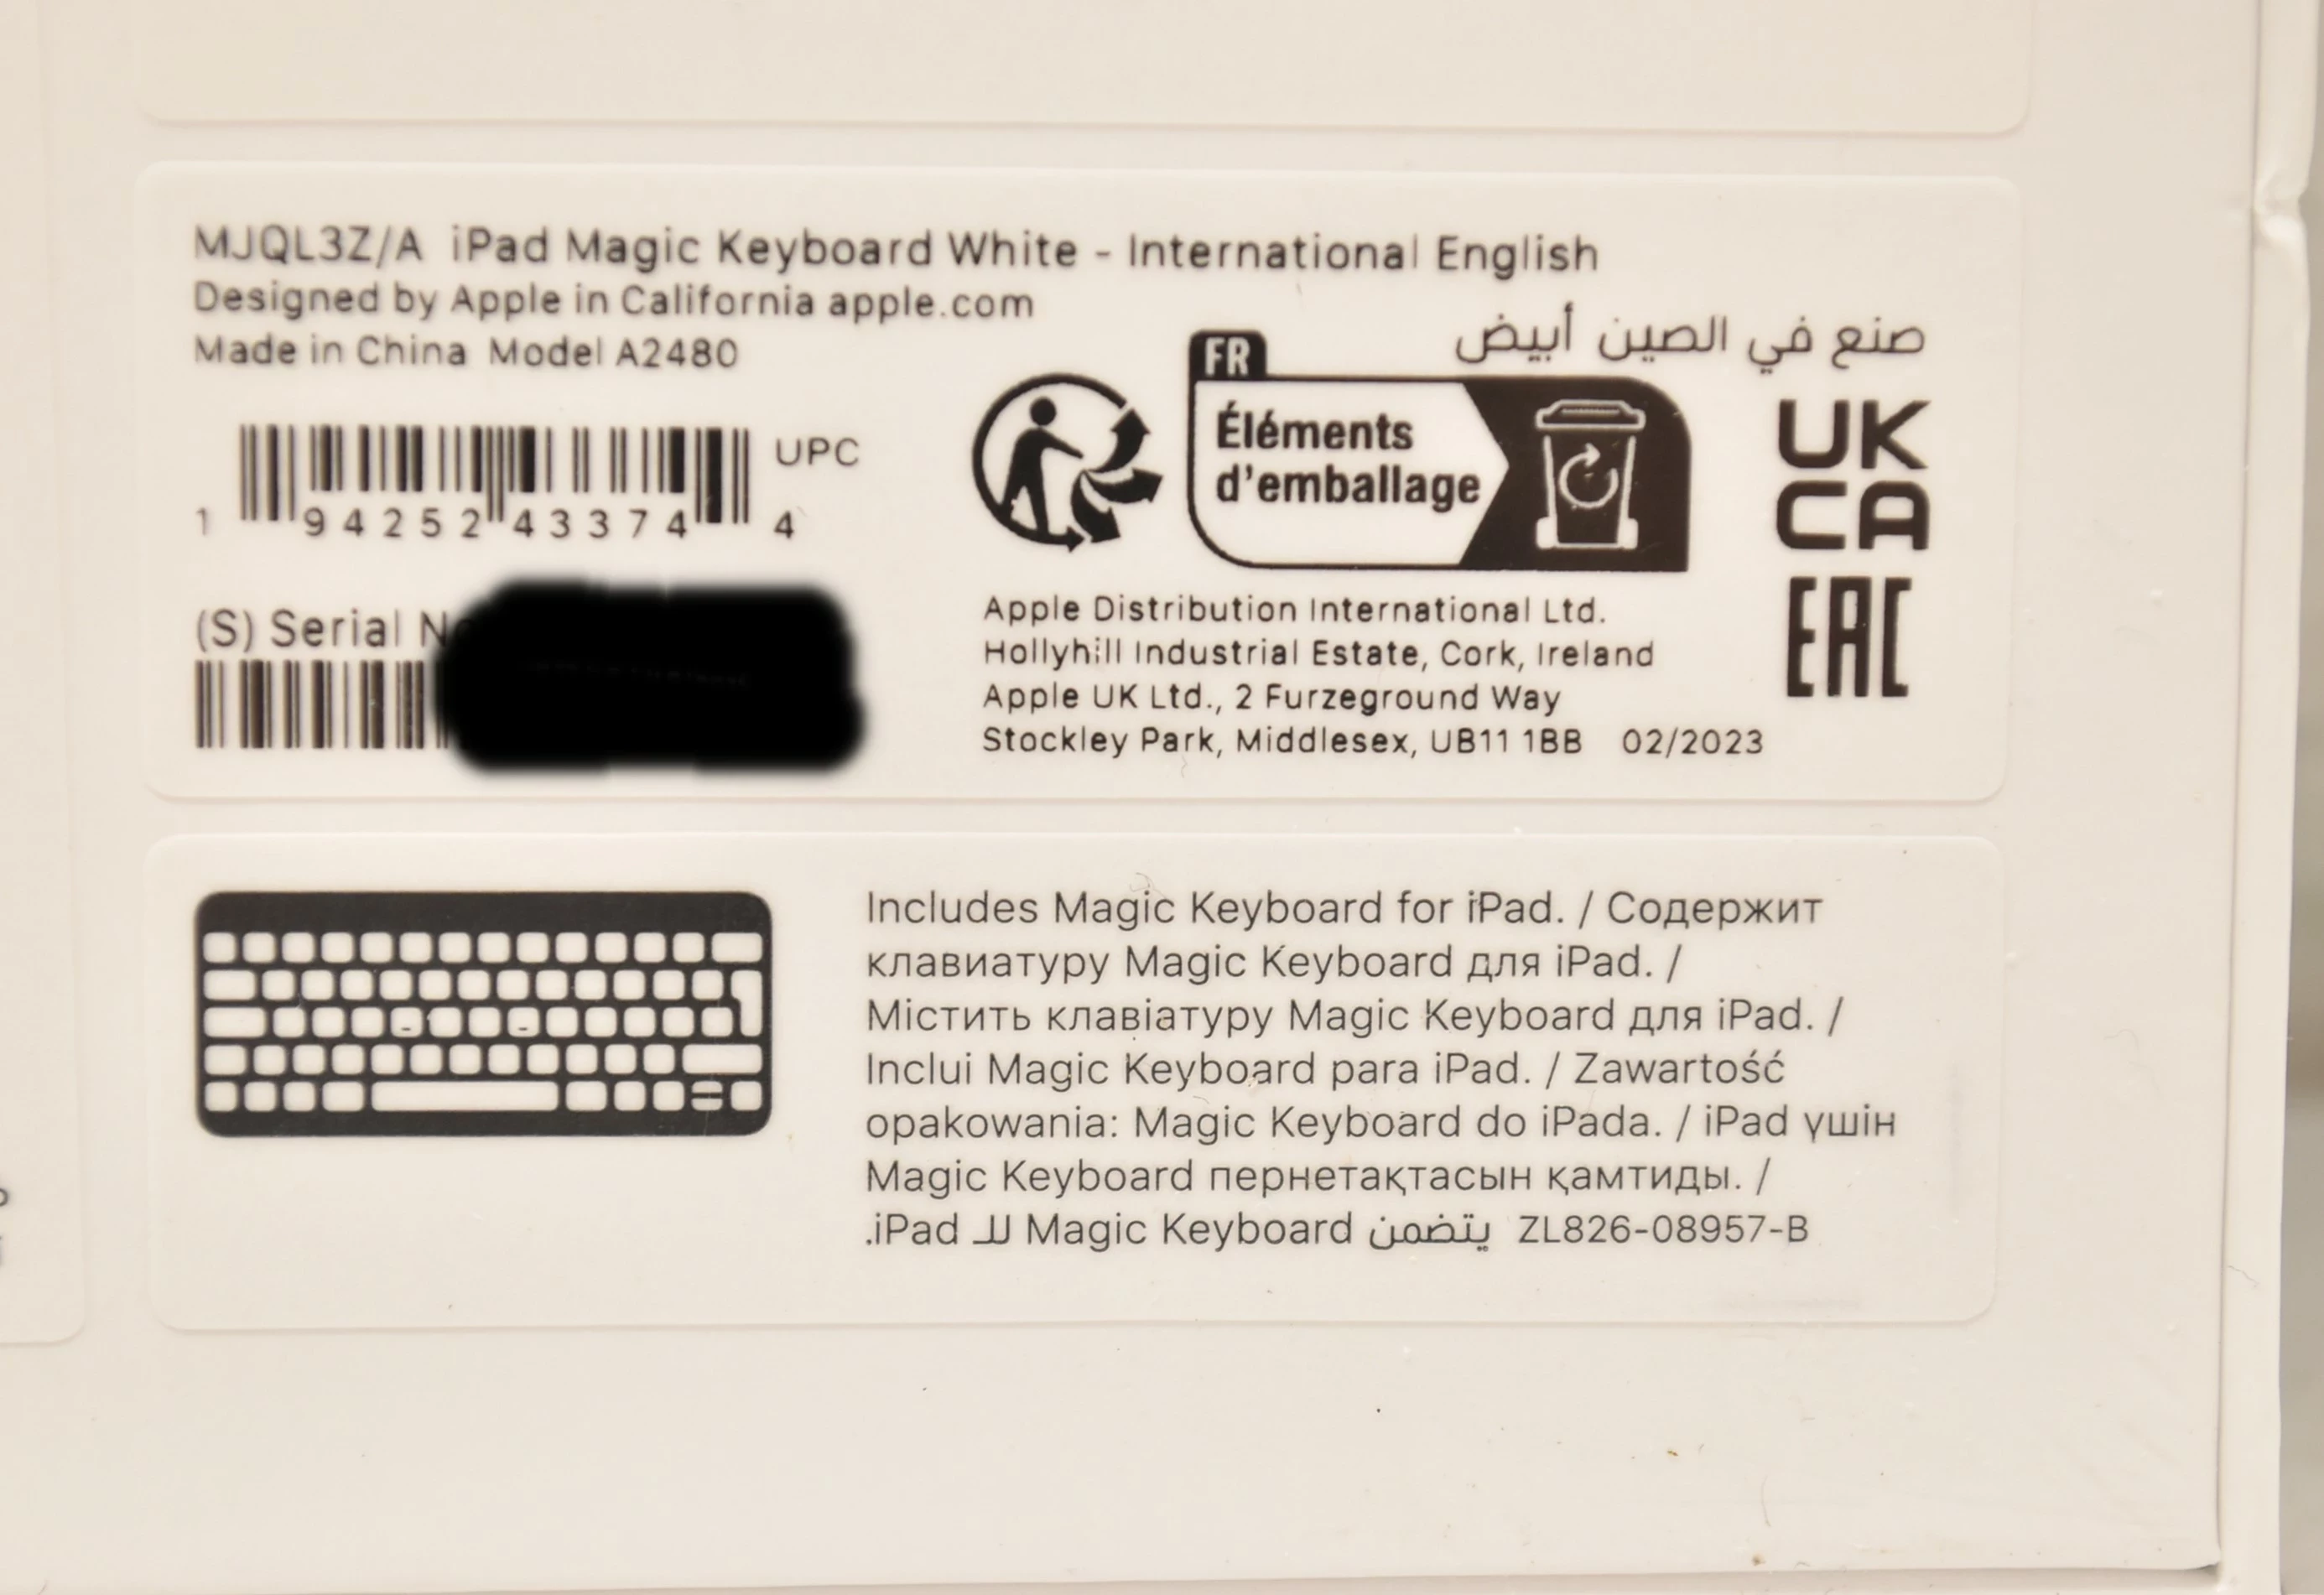 MJQL3Z/A iPad Magic Keyboard White - International English
Designed by Apple in California apple.com
Made in China Model A2480
صنع في الصين أبيض
UPC
1 94252 43374 4
FR
Éléments
d'emballage
UK
CA
EAC
(S) Serial
Apple Distribution International Ltd.
Hollyhill Industrial Estate, Cork, Ireland
Apple UK Ltd., 2 Furzeground Way
Stockley Park, Middlesex, UB11 1BB 02/2023
Includes Magic Keyboard for iPad. / Содержит
клавиатуру Magic Keyboard для iPad. /
Містить клавіатуру Magic Keyboard для iPad. /
Inclui Magic Keyboard para iPad. / Zawartość
opakowania: Magic Keyboard do iPada. / iPad үшін
Magic Keyboard пернетақтасын қамтиды. /
يتضمن Magic Keyboard للـ iPad. ZL826-08957-B